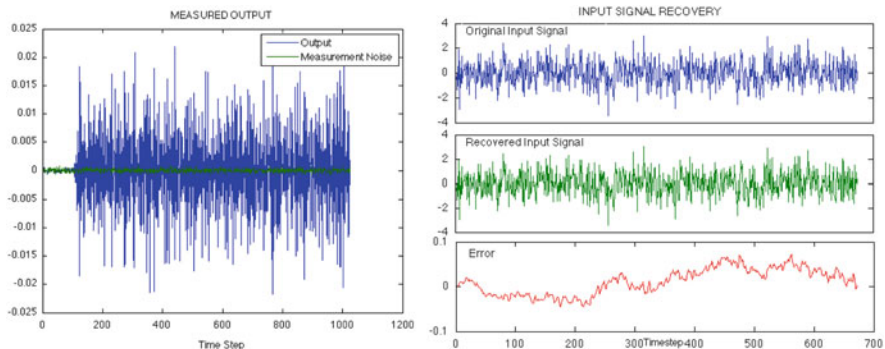 MEASURED OUTPUT
0.025
0.02
0.015
0.01
0.005
0
-0.005
-0.01
-0.015
-0.02
-0.025
Output
Measurement Noise
0 200 400 600 800 1000 1200
Time Step
INPUT SIGNAL RECOVERY
Original Input Signal
4
2
0
-2
-4
Recovered Input Signal
4
2
0
-2
-4
Error
0.1
0
-0.1
0 100 200 300 400 500 600 700
Timestep